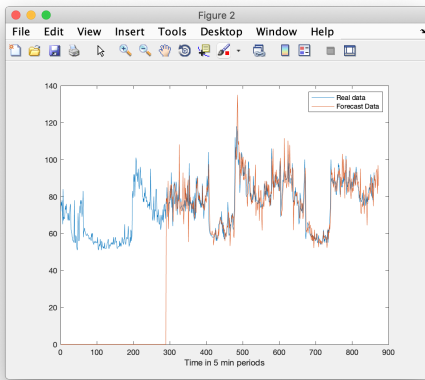 Figure 2
File Edit View Insert Tools Desktop Window Help
140
Real data
Forecast Data
120
100
80
60
40
20
0
0 100 200 300 400 500 600 700 800 900
Time in 5 min periods